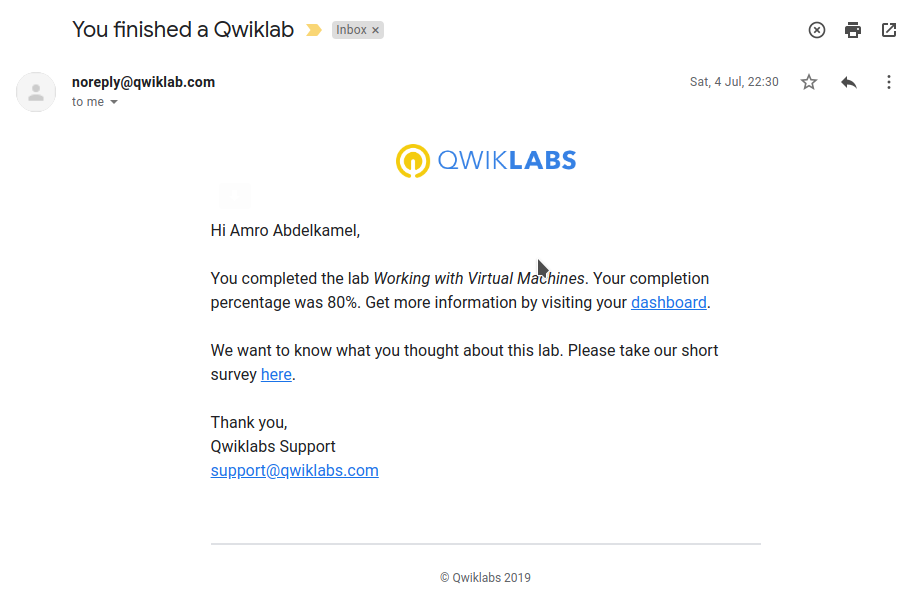 You finished a Qwiklab Inbox ×
noreply@qwiklab.com Sat, 4 Jul, 22:30
to me
QWIKLABS
Hi Amro Abdelkamel,
You completed the lab Working with Virtual Machines. Your completion
percentage was 80%. Get more information by visiting your dashboard.
We want to know what you thought about this lab. Please take our short
survey here.
Thank you,
Qwiklabs Support
support@qwiklabs.com
© Qwiklabs 2019